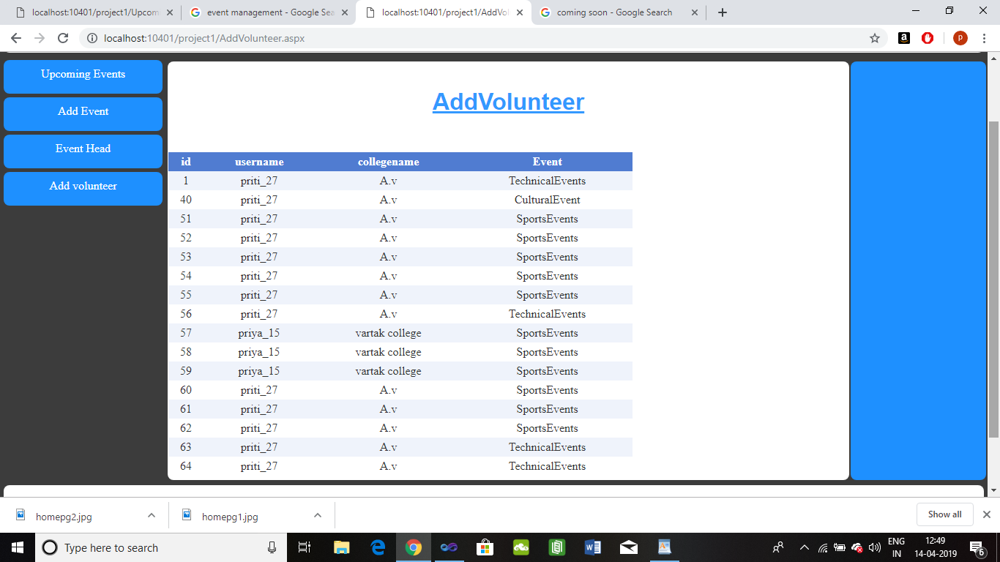 localhost:10401/project1/Upcom
event management - Google Sea
localhost:10401/project1/AddVol
coming soon - Google Search
localhost:10401/project1/AddVolunteer.aspx
a
p
Upcoming Events
Add Event
Event Head
Add volunteer
AddVolunteer
id username collegename Event
1 priti_27 A.v TechnicalEvents
40 priti_27 A.v CulturalEvent
51 priti_27 A.v SportsEvents
52 priti_27 A.v SportsEvents
53 priti_27 A.v SportsEvents
54 priti_27 A.v SportsEvents
55 priti_27 A.v SportsEvents
56 priti_27 A.v TechnicalEvents
57 priya_15 vartak college SportsEvents
58 priya_15 vartak college SportsEvents
59 priya_15 vartak college SportsEvents
60 priti_27 A.v SportsEvents
61 priti_27 A.v SportsEvents
62 priti_27 A.v SportsEvents
63 priti_27 A.v TechnicalEvents
64 priti_27 A.v TechnicalEvents
homepg2.jpg
homepg1.jpg
Show all
Type here to search
ENG
IN
12:49
14-04-2019
6